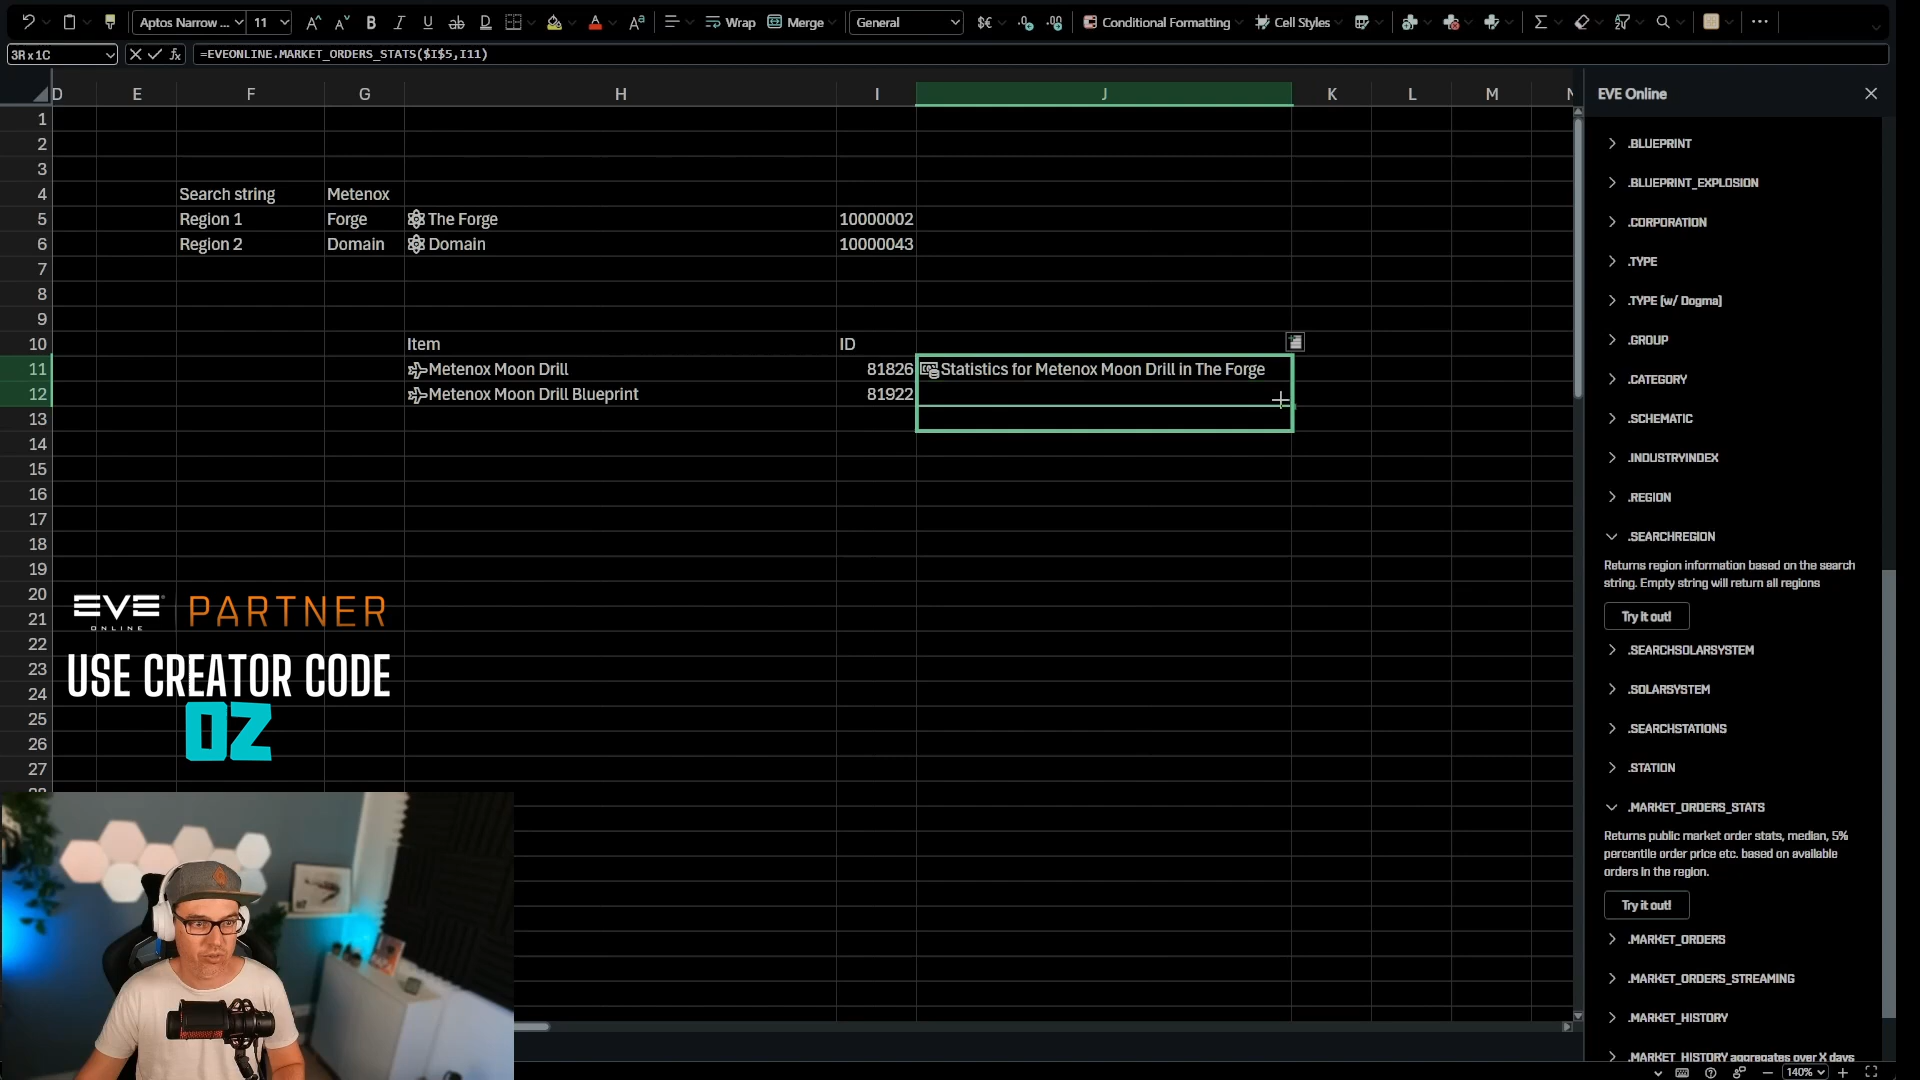 Aptos Narrow ... 11 Wrap Merge General $€ Conditional Formatting Cell Styles
3R x 1C fx =EVEONLINE.MARKET_ORDERS_STATS($I$5,I11)
D E F G H I J K L M
EVE Online
1
2
3
4 Search string Metenox
5 Region 1 Forge The Forge 10000002
6 Region 2 Domain Domain 10000043
7
8
9
10 Item ID
11 Metenox Moon Drill 81826 Statistics for Metenox Moon Drill in The Forge
12 Metenox Moon Drill Blueprint 81922
13
14
15
16
17
18
19
20
21
22
23
24
25
26
27
EVE ONLINE PARTNER
USE CREATOR CODE
OZ
.BLUEPRINT
.BLUEPRINT_EXPLOSION
.CORPORATION
.TYPE
.TYPE [w/ Dogma]
.GROUP
.CATEGORY
.SCHEMATIC
.INDUSTRYINDEX
.REGION
.SEARCHREGION
Returns region information based on the search
string. Empty string will return all regions
Try it out!
.SEARCHSOLARSYSTEM
.SOLARSYSTEM
.SEARCHSTATIONS
.STATION
.MARKET_ORDERS_STATS
Returns public market order stats, median, 5%
percentile order price etc. based on available
orders in the region.
Try it out!
.MARKET_ORDERS
.MARKET_ORDERS_STREAMING
.MARKET_HISTORY
.MARKET_HISTORY aggregates over X days
140%